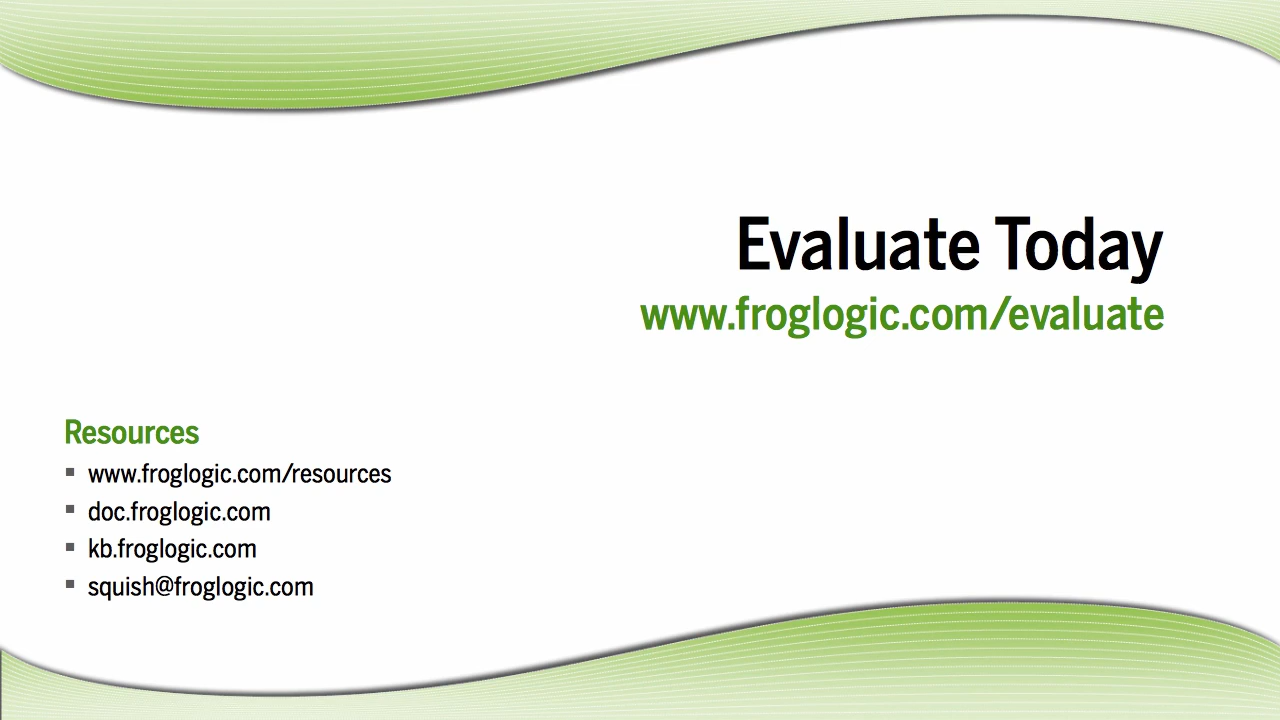 Evaluate Today
www.froglogic.com/evaluate
Resources
▪ www.froglogic.com/resources
▪ doc.froglogic.com
▪ kb.froglogic.com
▪ squish@froglogic.com